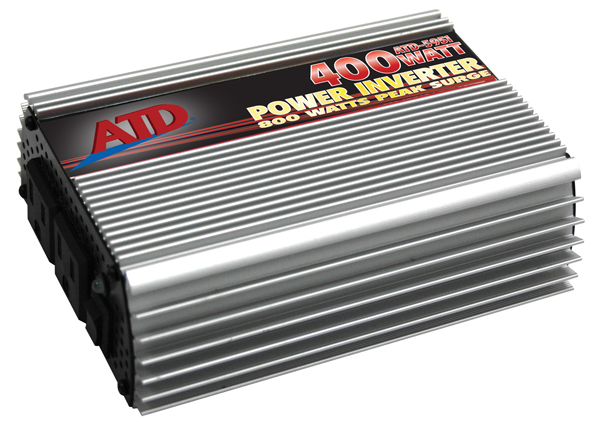 ATD
ATD-5951
400 WATT
POWER INVERTER
800 WATTS PEAK SURGE